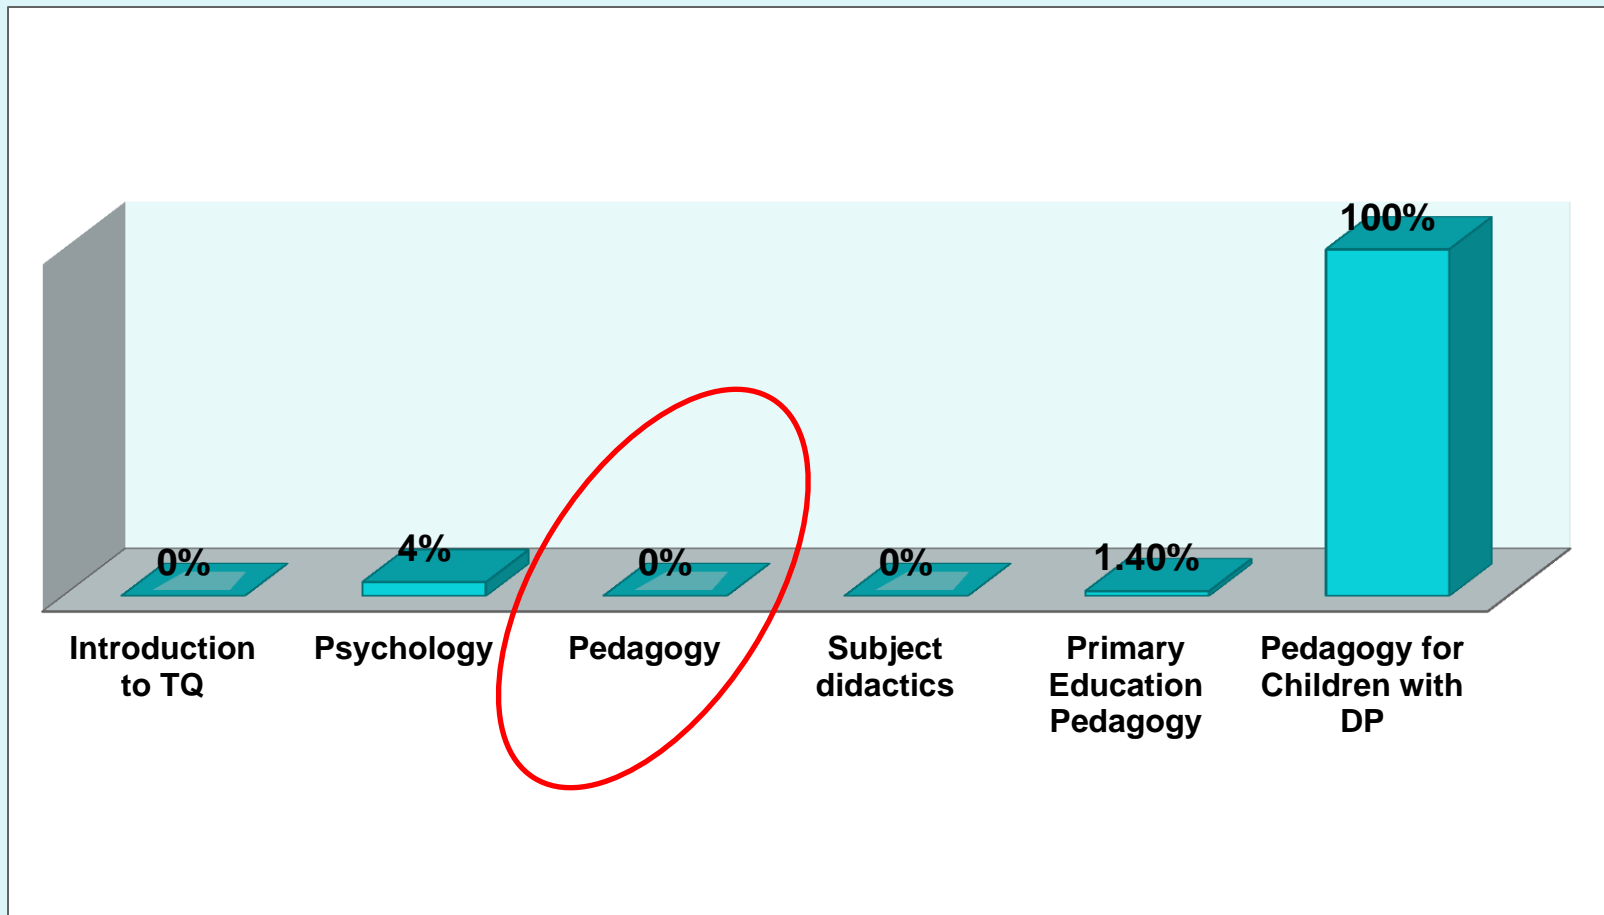 100%
0%
4%
0%
0%
1.40%
Introduction
to TQ
Psychology
Pedagogy
Subject
didactics
Primary
Education
Pedagogy
Pedagogy for
Children with
DP